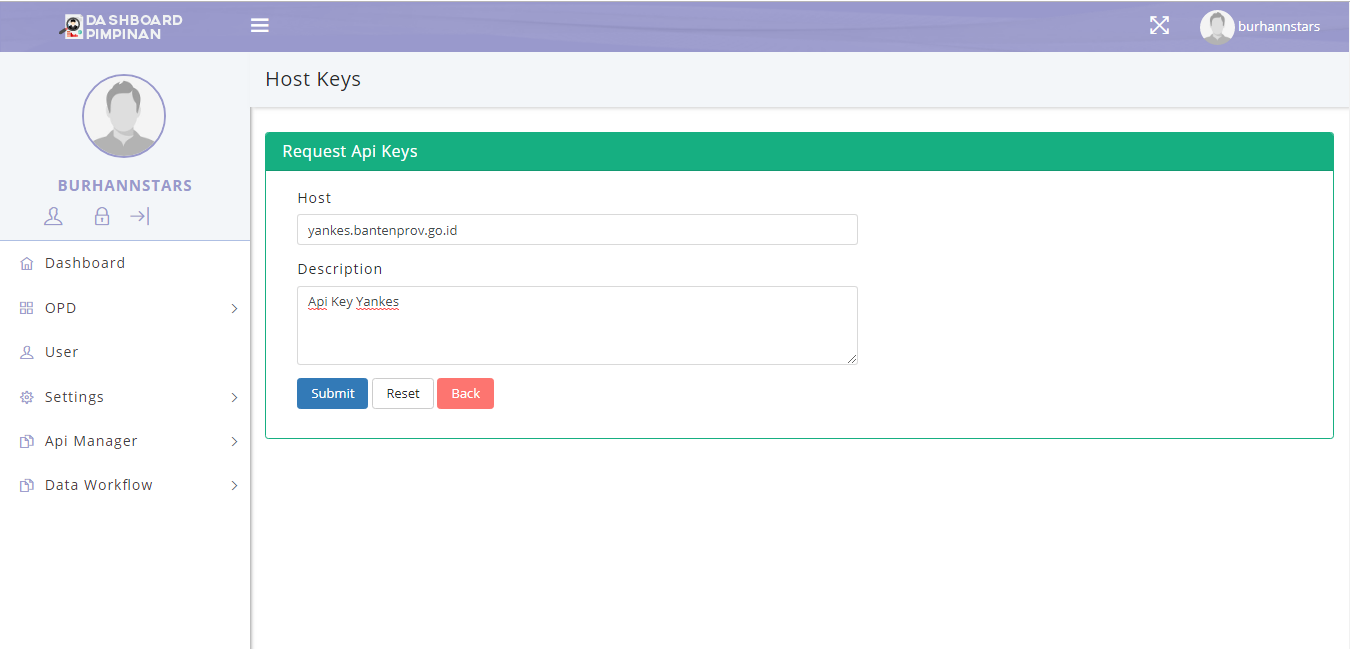 DASHBOARD
PIMPINAN
burhannstars
BURHANNSTARS
Dashboard
OPD
User
Settings
Api Manager
Data Workflow
Host Keys
Request Api Keys
Host
yankes.bantenprov.go.id
Description
Api Key Yankes
Submit Reset Back